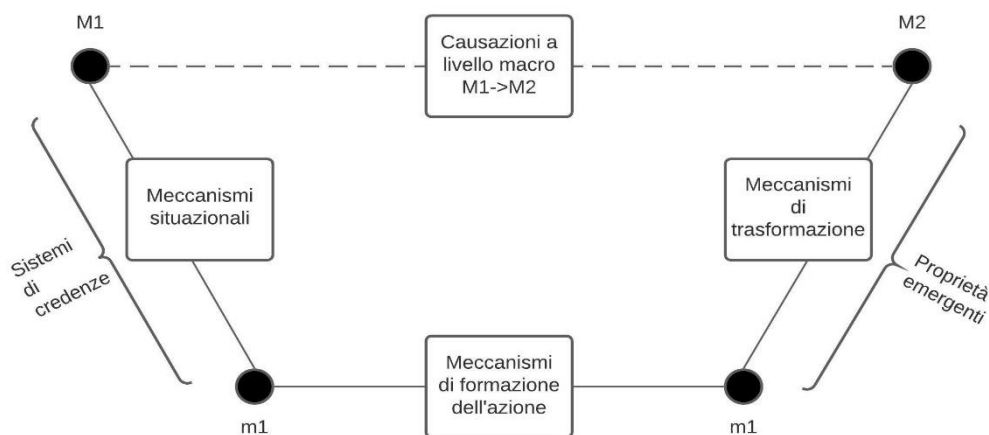 M1
M2
Causazioni a
livello macro
M1->M2
Meccanismi
situazionali
Meccanismi
di
trasformazione
Sistemi
di
credenze
Proprietà
emergenti
Meccanismi
di formazione
dell'azione
m1
m1